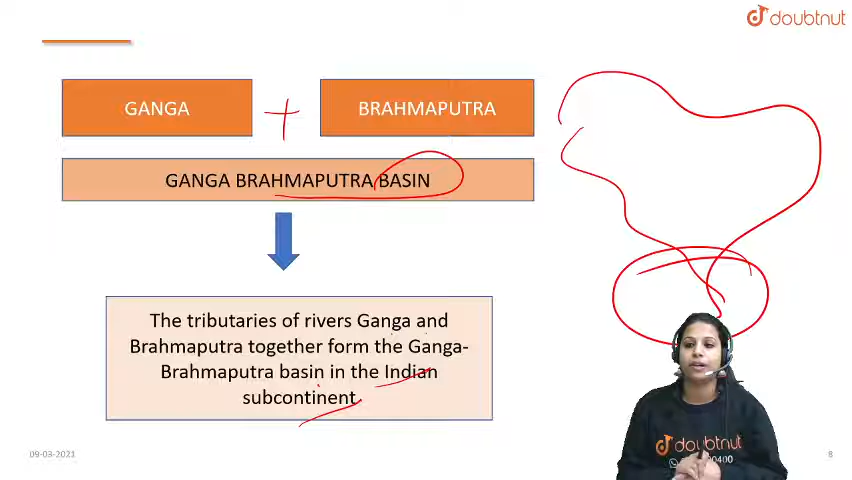 doubtnut
GANGA
+
BRAHMAPUTRA
GANGA BRAHMAPUTRA BASIN
The tributaries of rivers Ganga and
Brahmaputra together form the Ganga-
Brahmaputra basin in the Indian
subcontinent
doubtnut
09-03-2021
8